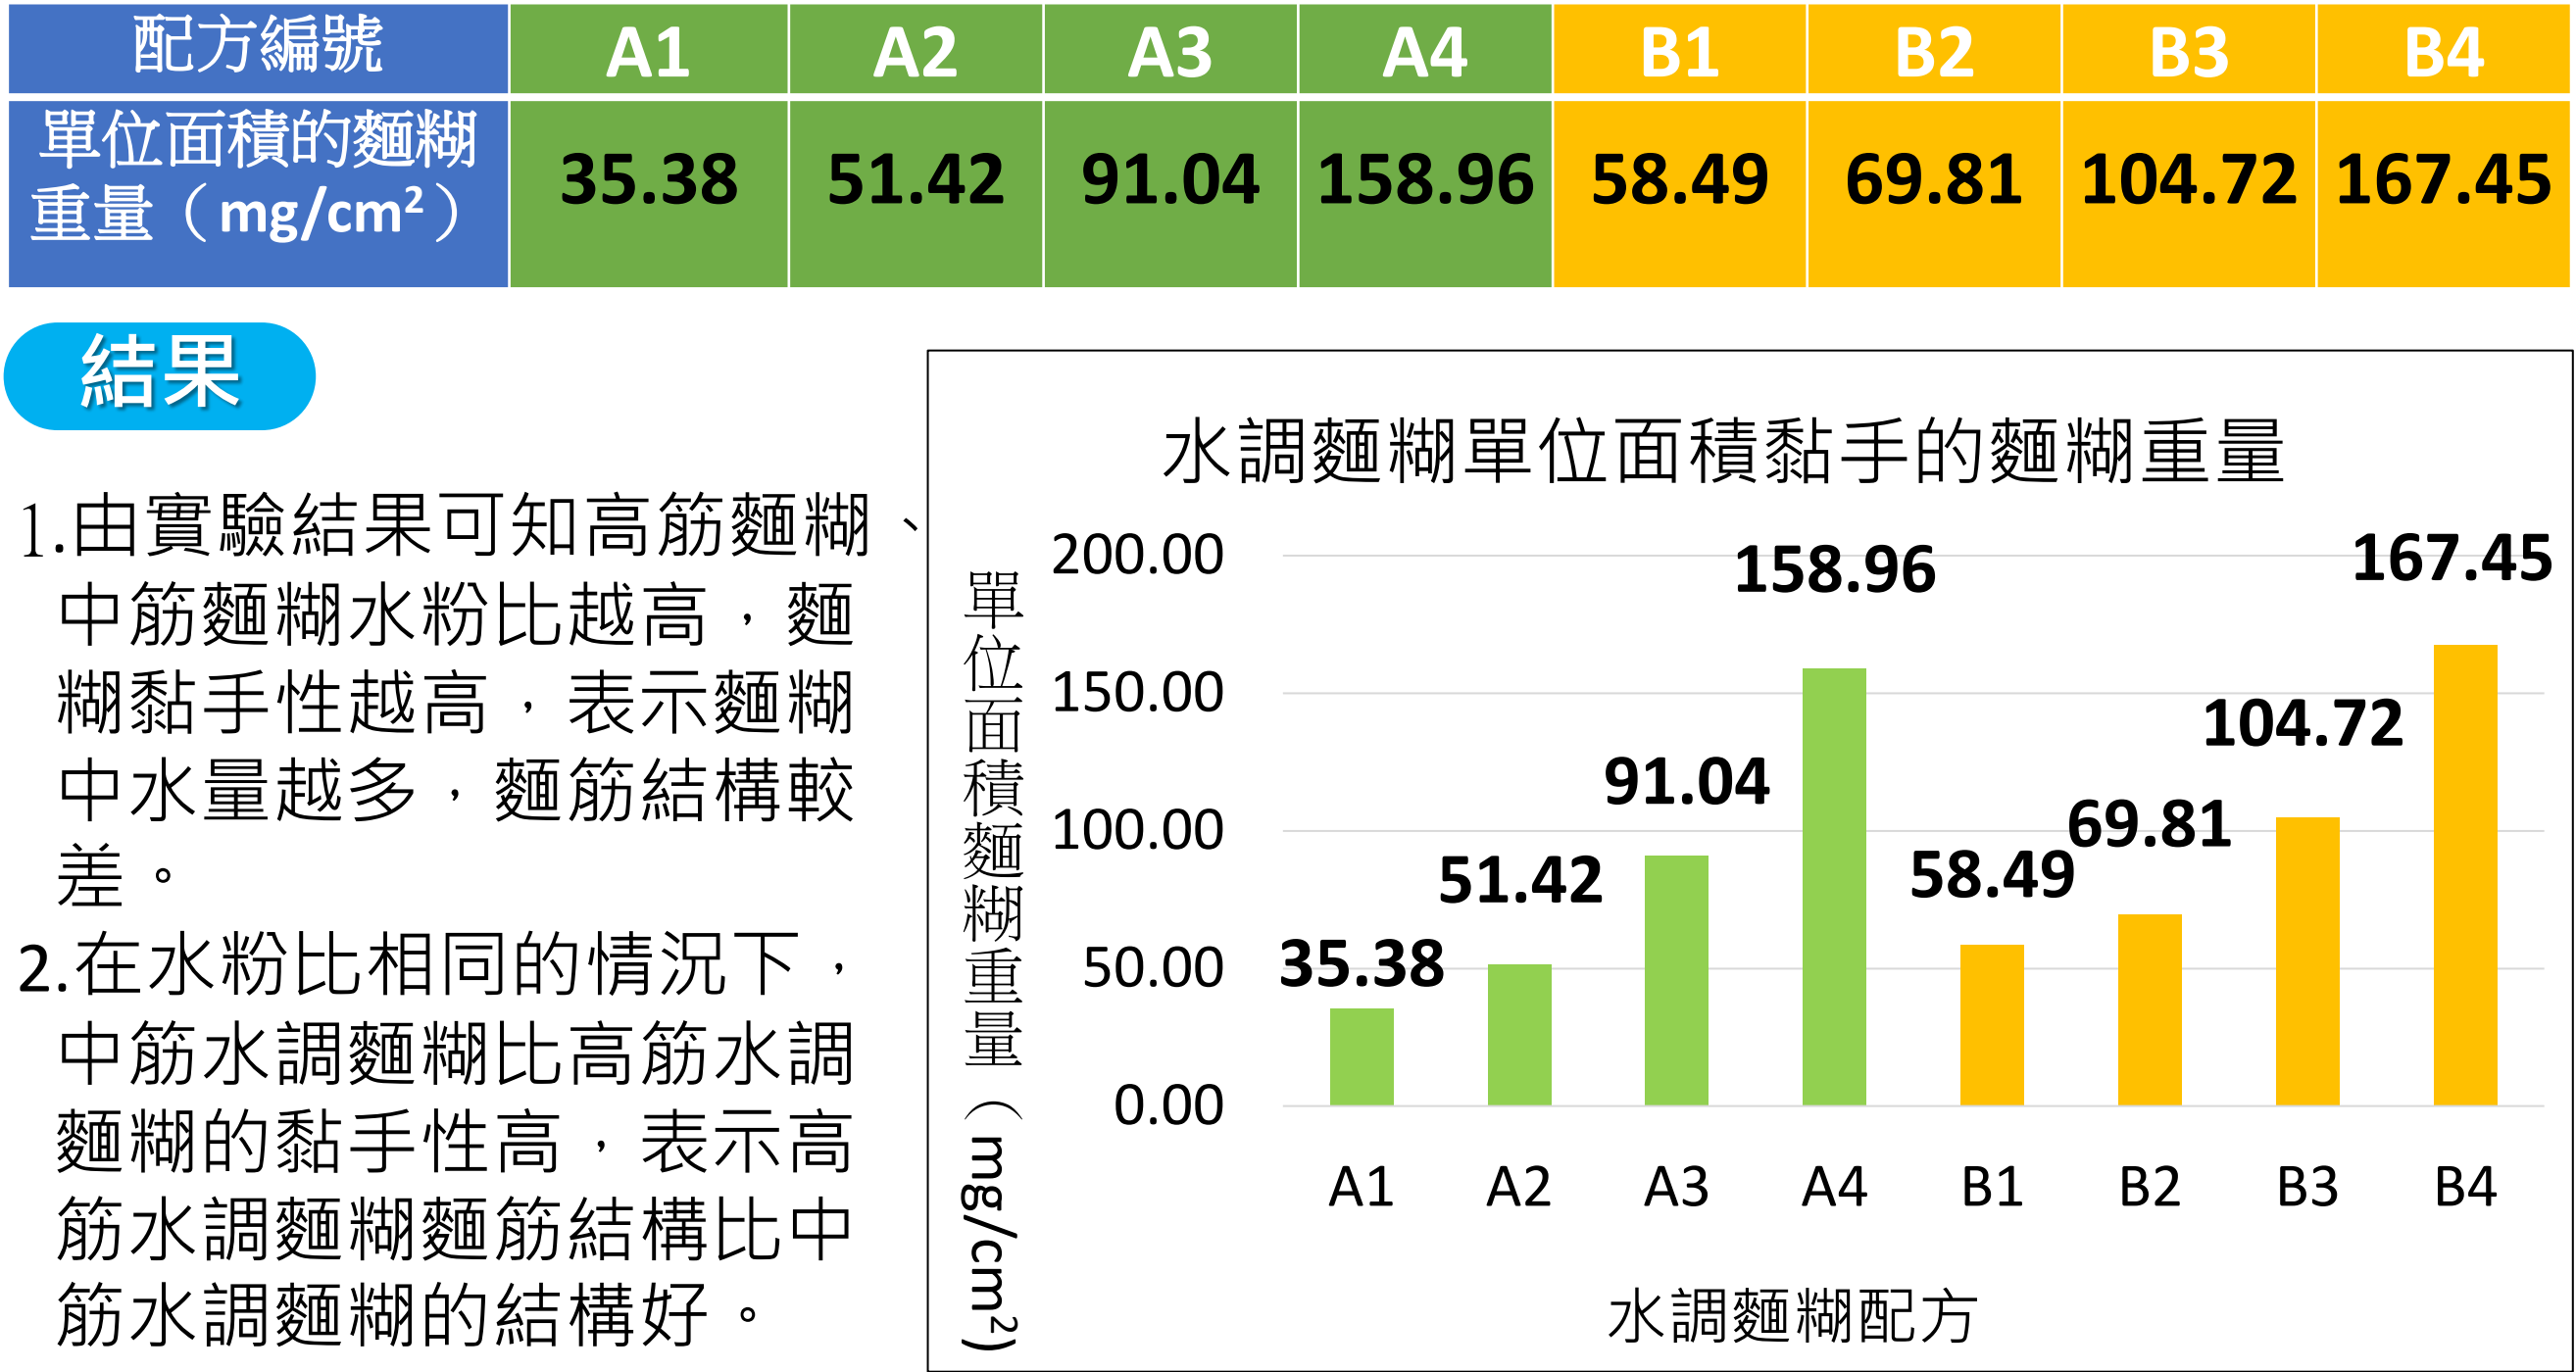 配方編號 A1 A2 A3 A4 B1 B2 B3 B4
單位面積的麵糊
重量（mg/cm²） 35.38 51.42 91.04 158.96 58.49 69.81 104.72 167.45
結果
1.由實驗結果可知高筋麵糊、
中筋麵糊水粉比越高，麵
糊黏手性越高，表示麵糊
中水量越多，麵筋結構較
差。
2.在水粉比相同的情況下，
中筋水調麵糊比高筋水調
麵糊的黏手性高，表示高
筋水調麵糊麵筋結構比中
筋水調麵糊的結構好。
水調麵糊單位面積黏手的麵糊重量
單位面積麵糊重量（mg/cm²)
200.00
150.00
100.00
50.00
0.00
35.38
51.42
91.04
158.96
58.49
69.81
104.72
167.45
A1 A2 A3 A4 B1 B2 B3 B4
水調麵糊配方